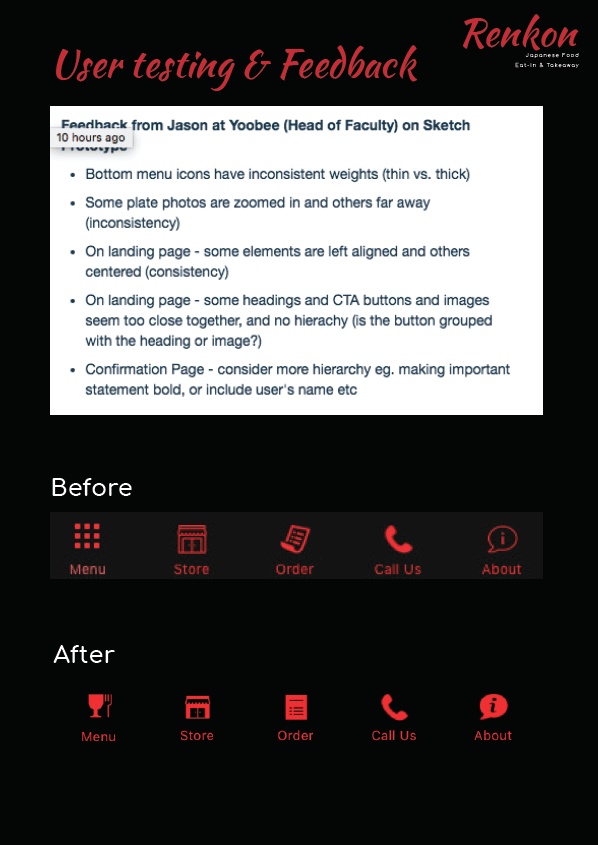 Renkon
Japanese Food
Eat-In & Takeaway
User testing & Feedback
Feedback from Jason at Yoobee (Head of Faculty) on Sketch
Prototype
10 hours ago
• Bottom menu icons have inconsistent weights (thin vs. thick)
• Some plate photos are zoomed in and others far away
(inconsistency)
• On landing page - some elements are left aligned and others
centered (consistency)
• On landing page - some headings and CTA buttons and images
seem too close together, and no hierachy (is the button grouped
with the heading or image?)
• Confirmation Page - consider more hierarchy eg. making important
statement bold, or include user's name etc
Before
Menu Store Order Call Us About
After
Menu Store Order Call Us About